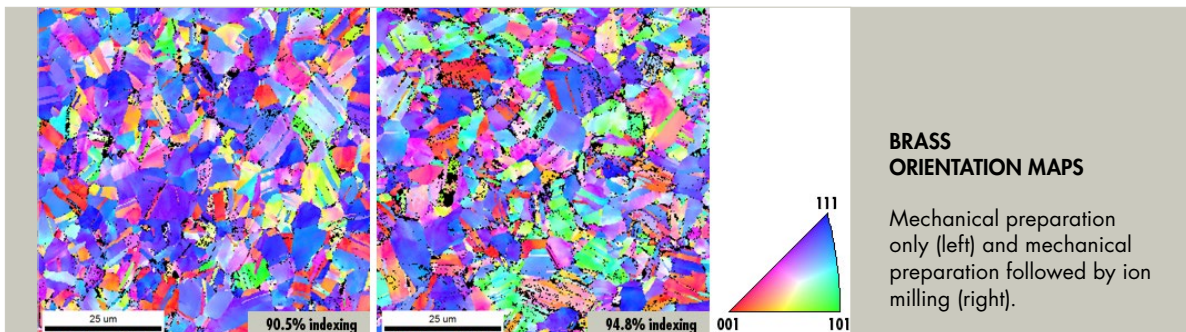 25 um
90.5% indexing
25 um
94.8% indexing
111
001
101
BRASS
ORIENTATION MAPS
Mechanical preparation
only (left) and mechanical
preparation followed by ion
milling (right).